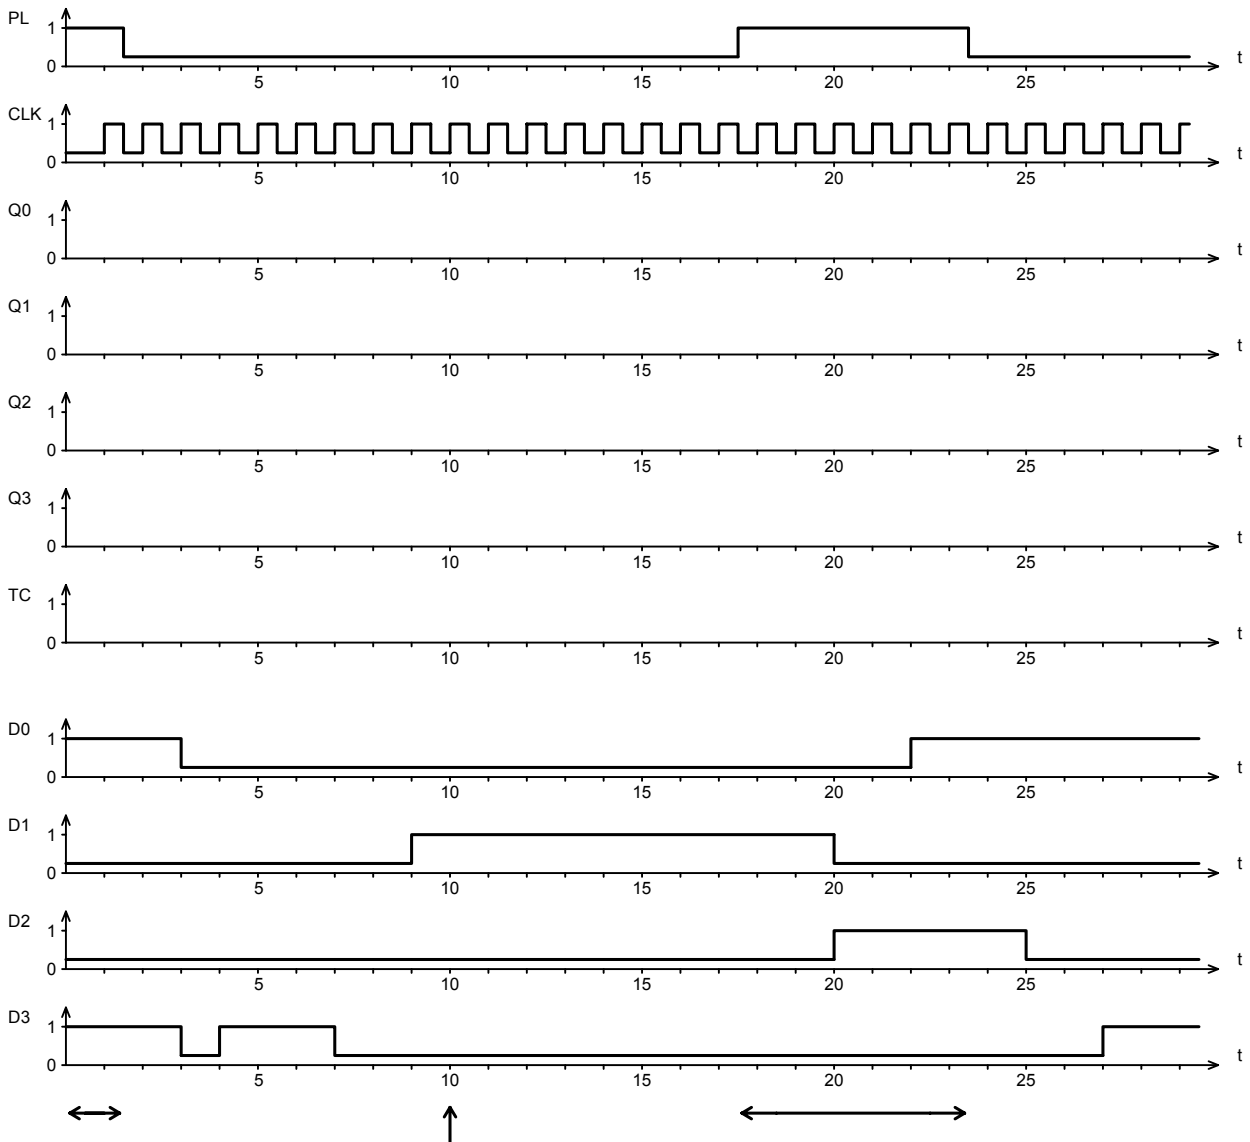 PL 1 0 5 10 15 20 25 t
CLK 1 0 5 10 15 20 25 t
Q0 1 0 5 10 15 20 25 t
Q1 1 0 5 10 15 20 25 t
Q2 1 0 5 10 15 20 25 t
Q3 1 0 5 10 15 20 25 t
TC 1 0 5 10 15 20 25 t
D0 1 0 5 10 15 20 25 t
D1 1 0 5 10 15 20 25 t
D2 1 0 5 10 15 20 25 t
D3 1 0 5 10 15 20 25 t